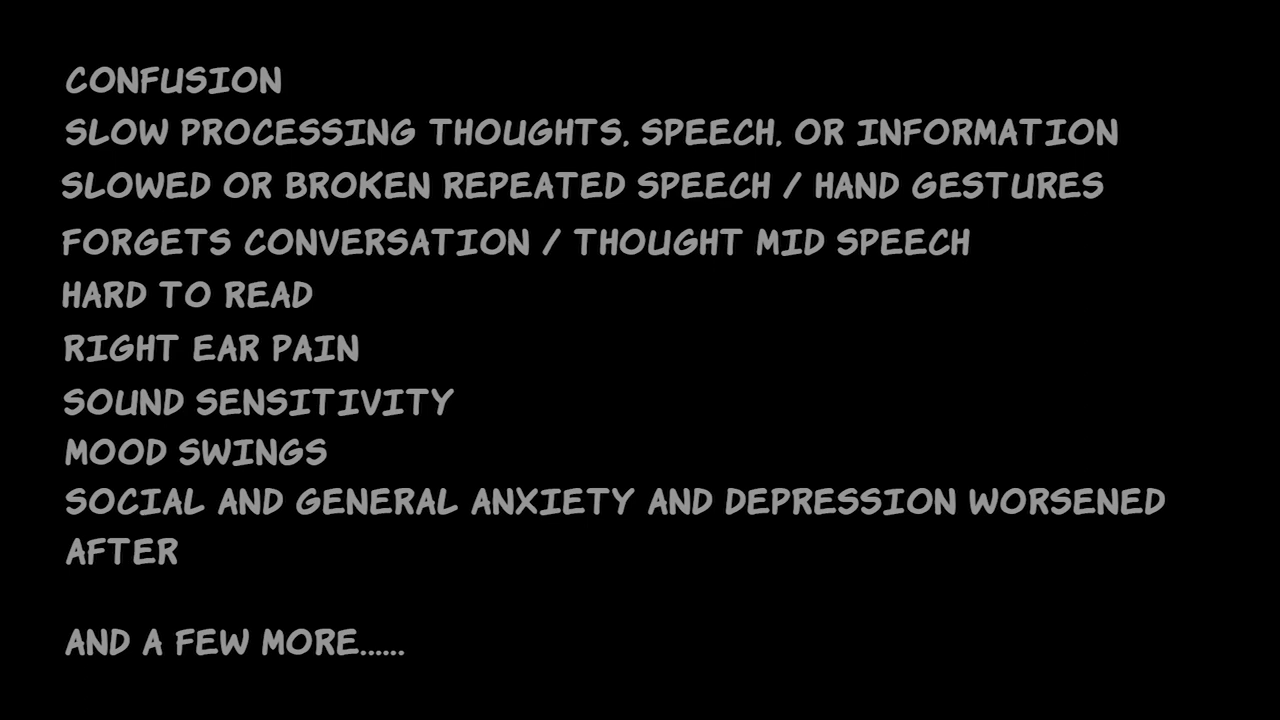 CONFUSION
SLOW PROCESSING THOUGHTS, SPEECH, OR INFORMATION
SLOWED OR BROKEN REPEATED SPEECH / HAND GESTURES
FORGETS CONVERSATION / THOUGHT MID SPEECH
HARD TO READ
RIGHT EAR PAIN
SOUND SENSITIVITY
MOOD SWINGS
SOCIAL AND GENERAL ANXIETY AND DEPRESSION WORSENED
AFTER
AND A FEW MORE......